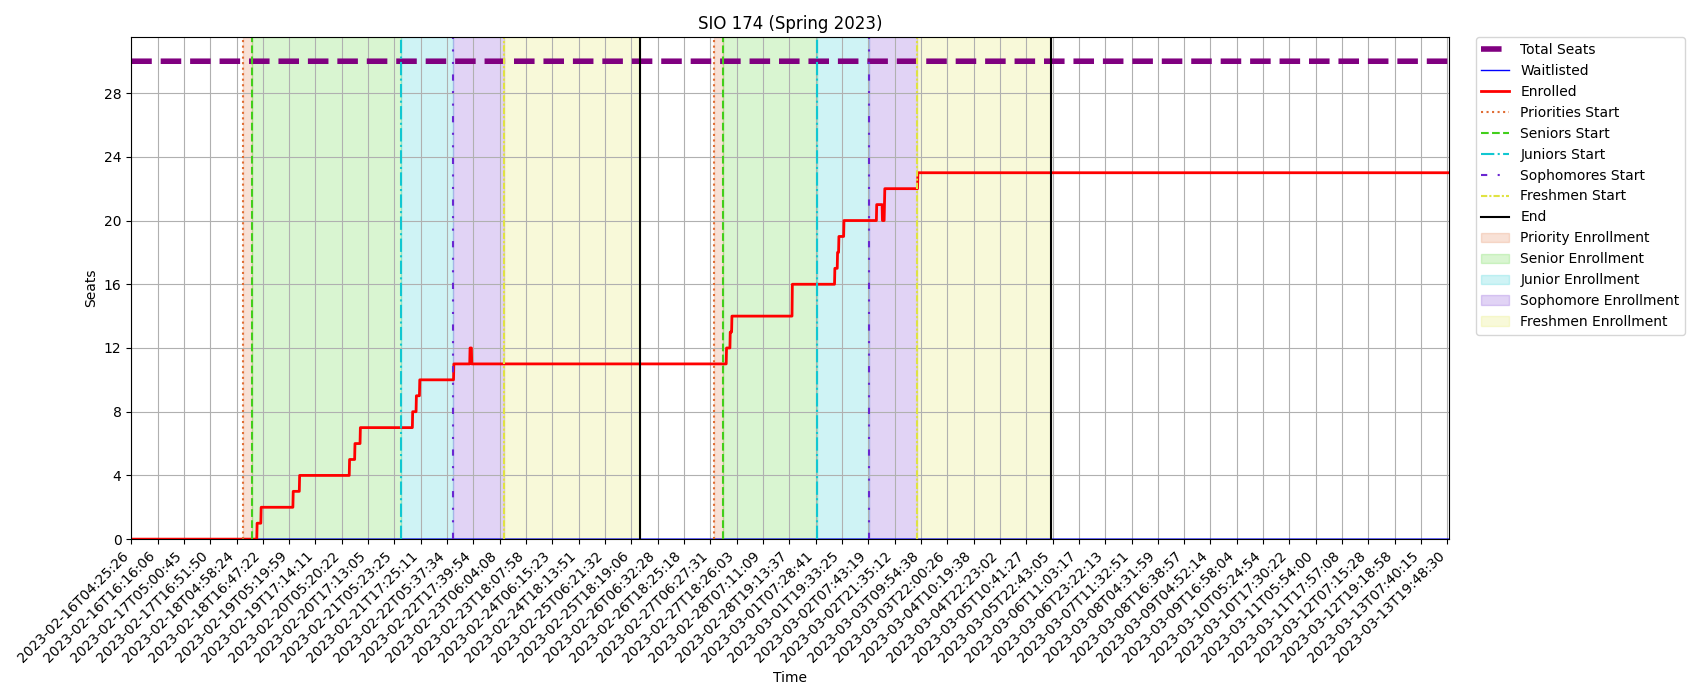 SIO 174 (Spring 2023)
Total Seats
Waitlisted
Enrolled
Priorities Start
Seniors Start
Juniors Start
Sophomores Start
Freshmen Start
End
Priority Enrollment
Senior Enrollment
Junior Enrollment
Sophomore Enrollment
Freshmen Enrollment
Seats
28
24
20
16
12
8
4
0
2023-02-16T04:25:26
2023-02-16T16:16:06
2023-02-17T05:00:45
2023-02-17T16:51:50
2023-02-18T04:58:24
2023-02-18T16:47:22
2023-02-19T05:19:59
2023-02-19T17:14:11
2023-02-20T05:20:22
2023-02-20T17:13:05
2023-02-21T05:23:25
2023-02-21T17:25:11
2023-02-22T05:37:34
2023-02-22T17:39:54
2023-02-23T06:04:09
2023-02-23T18:07:58
2023-02-24T06:15:23
2023-02-24T18:13:51
2023-02-25T06:21:32
2023-02-25T18:19:06
2023-02-26T06:32:28
2023-02-26T18:25:18
2023-02-27T06:27:31
2023-02-27T18:26:03
2023-02-28T07:11:09
2023-02-28T19:13:37
2023-03-01T07:28:41
2023-03-01T19:33:25
2023-03-02T07:43:19
2023-03-02T21:35:12
2023-03-03T09:54:38
2023-03-03T22:00:26
2023-03-04T10:19:38
2023-03-04T22:23:02
2023-03-05T10:41:27
2023-03-05T22:43:05
2023-03-06T11:03:17
2023-03-06T23:22:13
2023-03-07T11:32:51
2023-03-08T04:31:59
2023-03-08T16:38:57
2023-03-09T04:52:14
2023-03-09T16:58:04
2023-03-10T05:24:54
2023-03-10T17:30:22
2023-03-11T05:54:00
2023-03-11T17:57:08
2023-03-12T07:15:28
2023-03-12T19:18:58
2023-03-13T07:40:15
2023-03-13T19:48:30
Time